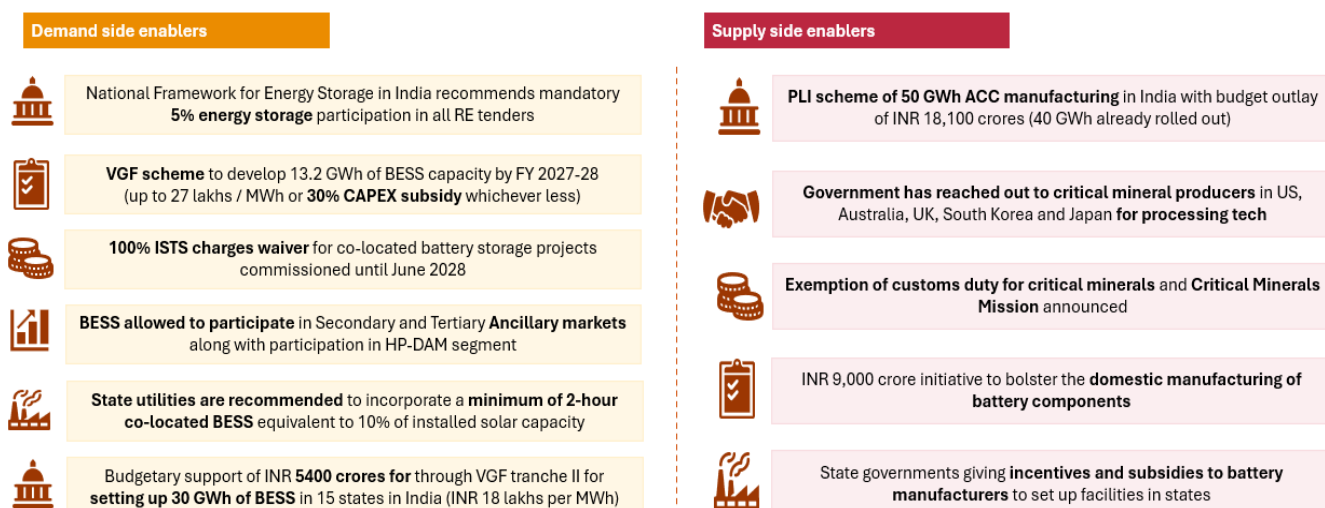 Demand side enablers
National Framework for Energy Storage in India recommends mandatory
5% energy storage participation in all RE tenders
VGF scheme to develop 13.2 GWh of BESS capacity by FY 2027-28
(up to 27 lakhs / MWh or 30% CAPEX subsidy whichever less)
100% ISTS charges waiver for co-located battery storage projects
commissioned until June 2028
BESS allowed to participate in Secondary and Tertiary Ancillary markets
along with participation in HP-DAM segment
State utilities are recommended to incorporate a minimum of 2-hour
co-located BESS equivalent to 10% of installed solar capacity
Budgetary support of INR 5400 crores for through VGF tranche II for
setting up 30 GWh of BESS in 15 states in India (INR 18 lakhs per MWh)
Supply side enablers
PLI scheme of 50 GWh ACC manufacturing in India with budget outlay
of INR 18,100 crores (40 GWh already rolled out)
Government has reached out to critical mineral producers in US,
Australia, UK, South Korea and Japan for processing tech
Exemption of customs duty for critical minerals and Critical Minerals
Mission announced
INR 9,000 crore initiative to bolster the domestic manufacturing of
battery components
State governments giving incentives and subsidies to battery
manufacturers to set up facilities in states